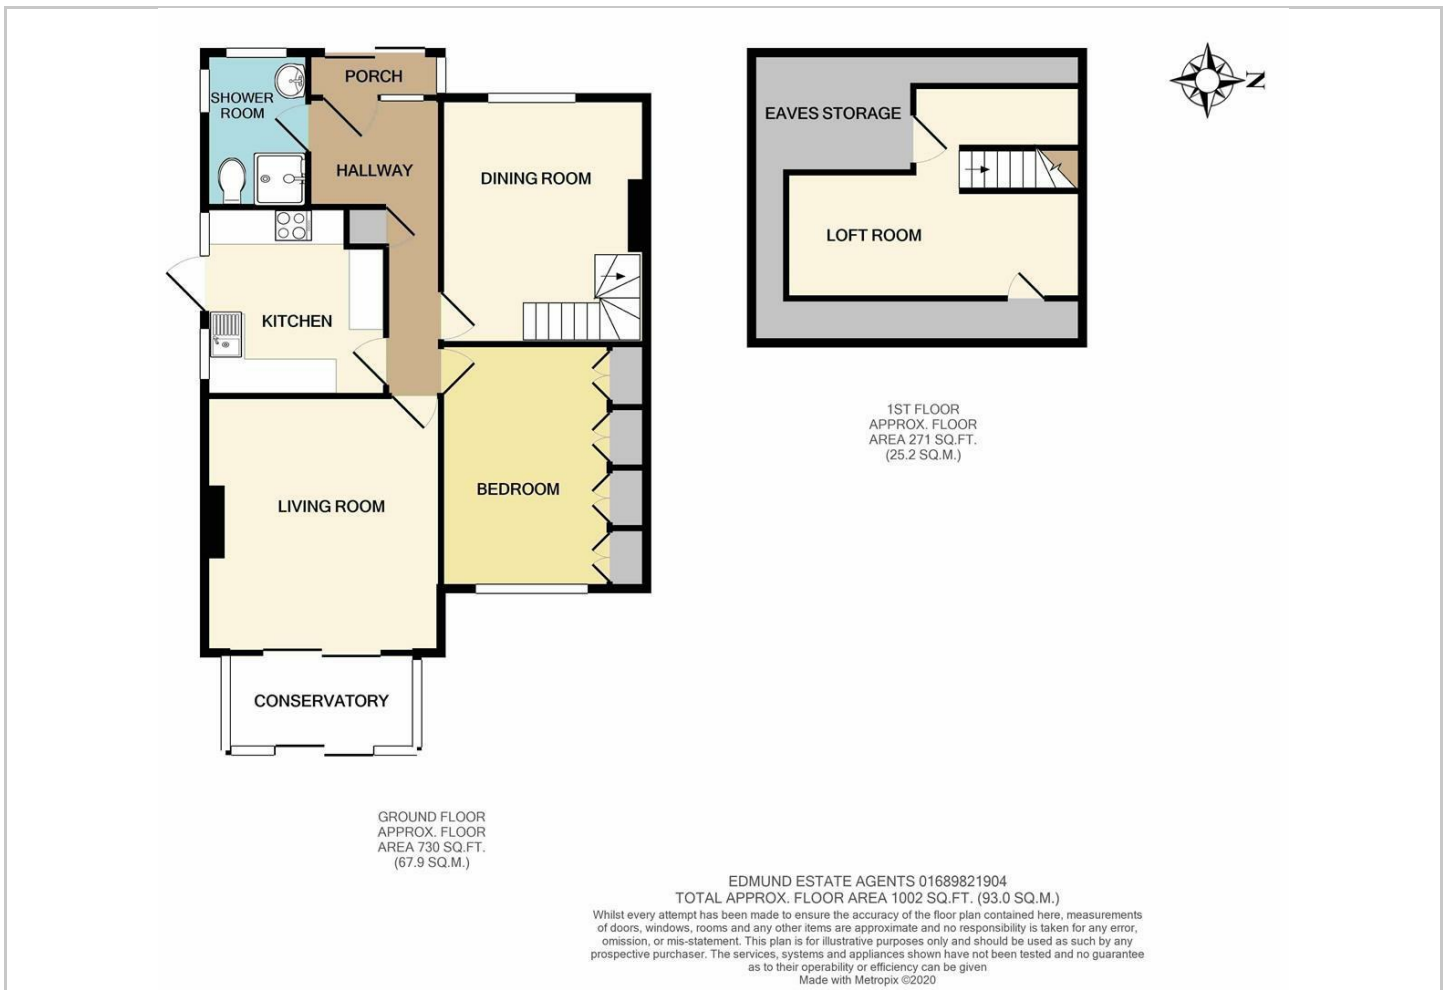 PORCH
SHOWER
ROOM
HALLWAY
DINING ROOM
KITCHEN
LIVING ROOM
BEDROOM
CONSERVATORY
GROUND FLOOR
APPROX. FLOOR
AREA 730 SQ.FT.
(67.9 SQ.M.)
EAVES STORAGE
LOFT ROOM
N
1ST FLOOR
APPROX. FLOOR
AREA 271 SQ.FT.
(25.2 SQ.M.)
EDMUND ESTATE AGENTS 01689821904
TOTAL APPROX. FLOOR AREA 1002 SQ.FT. (93.0 SQ.M.)
Whilst every attempt has been made to ensure the accuracy of the floor plan contained here, measurements
of doors, windows, rooms and any other items are approximate and no responsibility is taken for any error,
omission, or mis-statement. This plan is for illustrative purposes only and should be used as such by any
prospective purchaser. The services, systems and appliances shown have not been tested and no guarantee
as to their operability or efficiency can be given
Made with Metropix ©2020